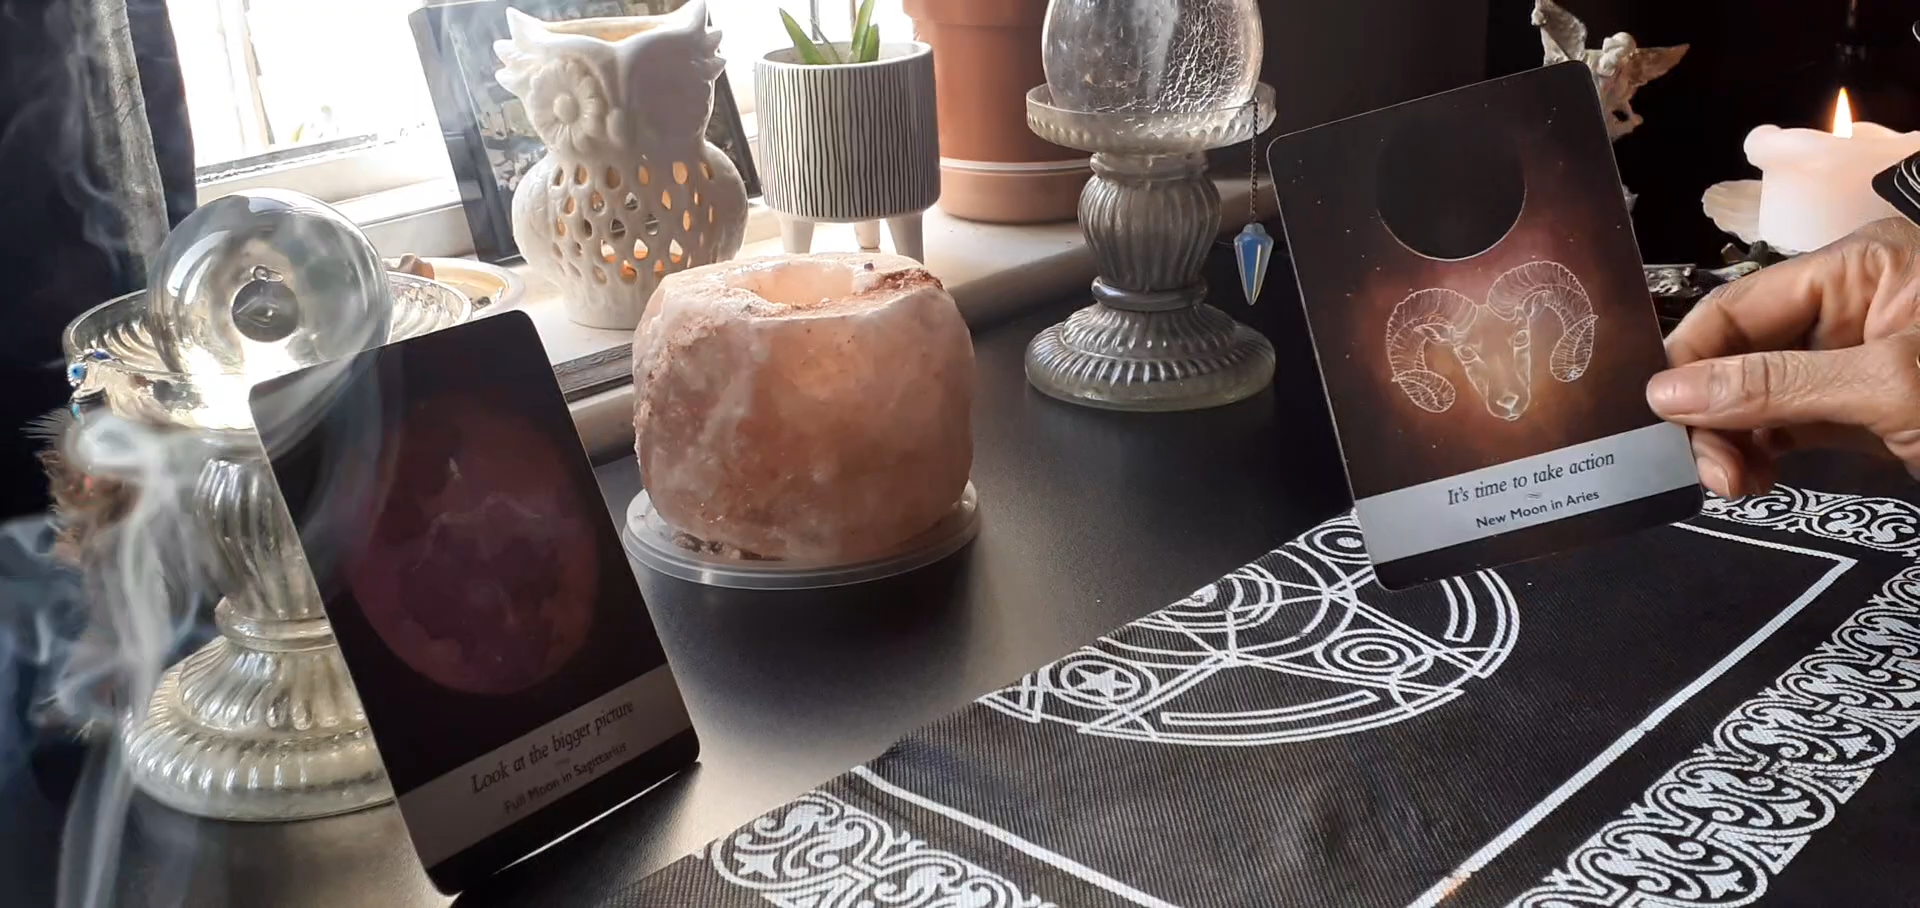 Look at the bigger picture
Full Moon in Sagittarius
It's time to take action
New Moon in Aries